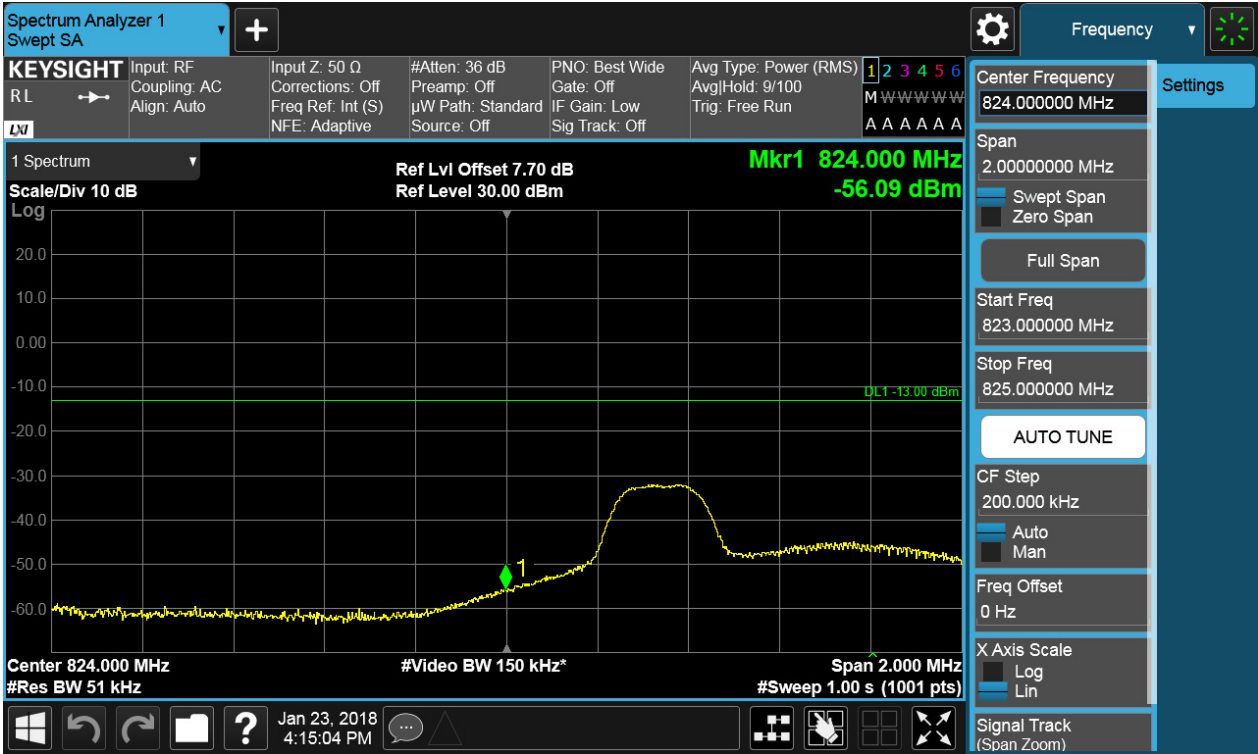 Spectrum Analyzer 1
Swept SA
+
Frequency
KEYSIGHT
RL
LXI
Input: RF
Coupling: AC
Align: Auto
Input Z: 50 Ω
Corrections: Off
Freq Ref: Int (S)
NFE: Adaptive
#Atten: 36 dB
Preamp: Off
µW Path: Standard
Source: Off
PNO: Best Wide
Gate: Off
IF Gain: Low
Sig Track: Off
Avg Type: Power (RMS)
Avg|Hold: 9/100
Trig: Free Run
1 2 3 4 5 6
M W W W W W
A A A A A A
1 Spectrum
Scale/Div 10 dB
Log
Ref Lvl Offset 7.70 dB
Ref Level 30.00 dBm
Mkr1 824.000 MHz
-56.09 dBm
20.0
10.0
0.00
-10.0
DL1 -13.00 dBm
-20.0
-30.0
-40.0
-50.0
1
-60.0
Center 824.000 MHz
#Video BW 150 kHz*
Span 2.000 MHz
#Res BW 51 kHz
#Sweep 1.00 s (1001 pts)
?
Jan 23, 2018
4:15:04 PM
Center Frequency
824.000000 MHz
Settings
Span
2.00000000 MHz
Swept Span
Zero Span
Full Span
Start Freq
823.000000 MHz
Stop Freq
825.000000 MHz
AUTO TUNE
CF Step
200.000 kHz
Auto
Man
Freq Offset
0 Hz
X Axis Scale
Log
Lin
Signal Track
(Span Zoom)